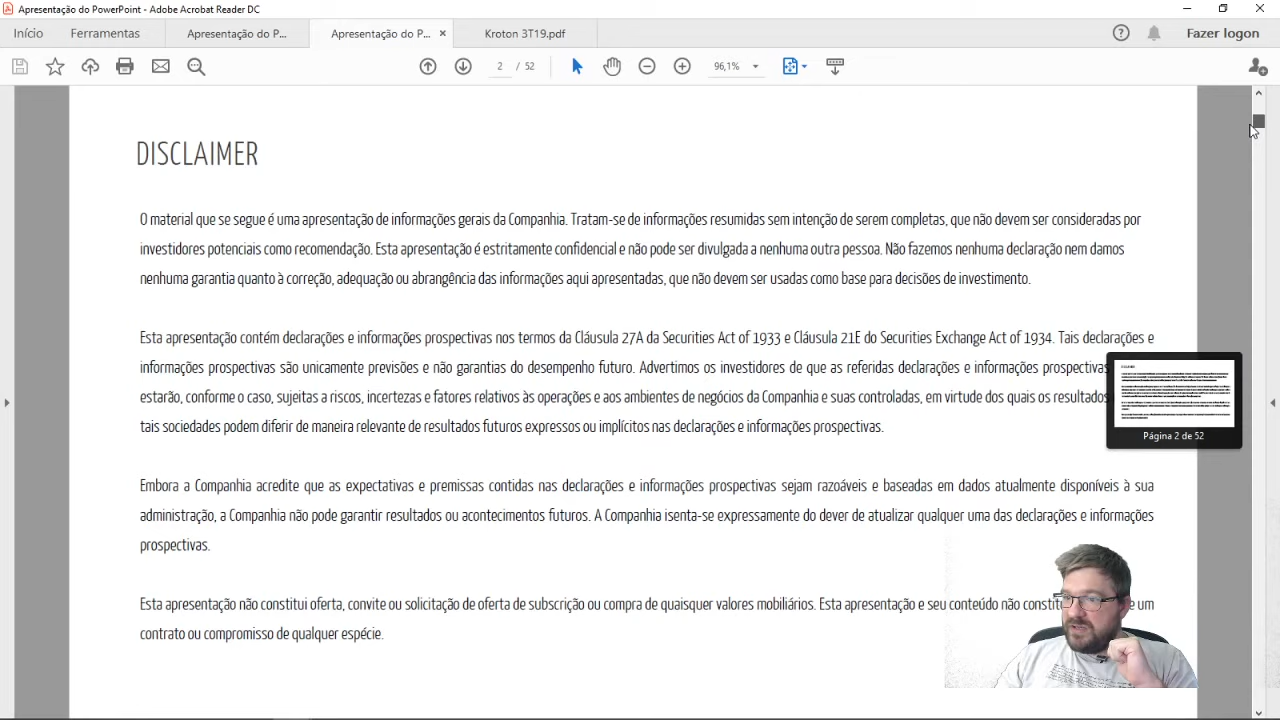 Apresentação do PowerPoint - Adobe Acrobat Reader DC
Início Ferramentas Apresentação do P... Apresentação do P... × Kroton 3T19.pdf ? Fazer logon
2 / 52 96,1%
DISCLAIMER
O material que se segue é uma apresentação de informações gerais da Companhia. Tratam-se de informações resumidas sem intenção de serem completas, que não devem ser consideradas por
investidores potenciais como recomendação. Esta apresentação é estritamente confidencial e não pode ser divulgada a nenhuma outra pessoa. Não fazemos nenhuma declaração nem damos
nenhuma garantia quanto à correção, adequação ou abrangência das informações aqui apresentadas, que não devem ser usadas como base para decisões de investimento.
Esta apresentação contém declarações e informações prospectivas nos termos da Cláusula 27A da Securities Act of 1933 e Cláusula 21E do Securities Exchange Act of 1934. Tais declarações e
informações prospectivas são unicamente previsões e não garantias do desempenho futuro. Advertimos os investidores de que as referidas declarações e informações prospectivas
estarão, conforme o caso, sujeitas a riscos, incertezas e fatores relativos às operações e aos ambientes de negócios da Companhia e suas controladas, em virtude dos quais os resultados
tais sociedades podem diferir de maneira relevante de resultados futuros expressos ou implícitos nas declarações e informações prospectivas.
Página 2 de 52
Embora a Companhia acredite que as expectativas e premissas contidas nas declarações e informações prospectivas sejam razoáveis e baseadas em dados atualmente disponíveis à sua
administração, a Companhia não pode garantir resultados ou acontecimentos futuros. A Companhia isenta-se expressamente do dever de atualizar qualquer uma das declarações e informações
prospectivas.
Esta apresentação não constitui oferta, convite ou solicitação de oferta de subscrição ou compra de quaisquer valores mobiliários. Esta apresentação e seu conteúdo não um
contrato ou compromisso de qualquer espécie.